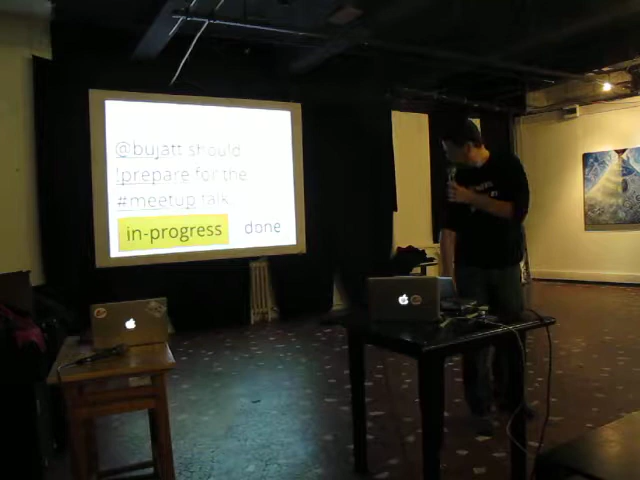 @bujatt should
!prepare for the
#meetup talk
in-progress done